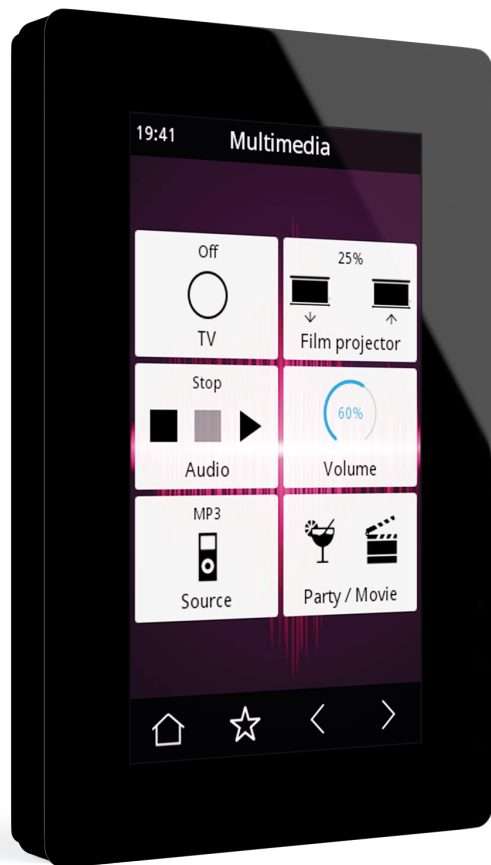 19:41 Multimedia
Off
TV
25%
Film projector
Stop
Audio
60%
Volume
MP3
Source
Party / Movie